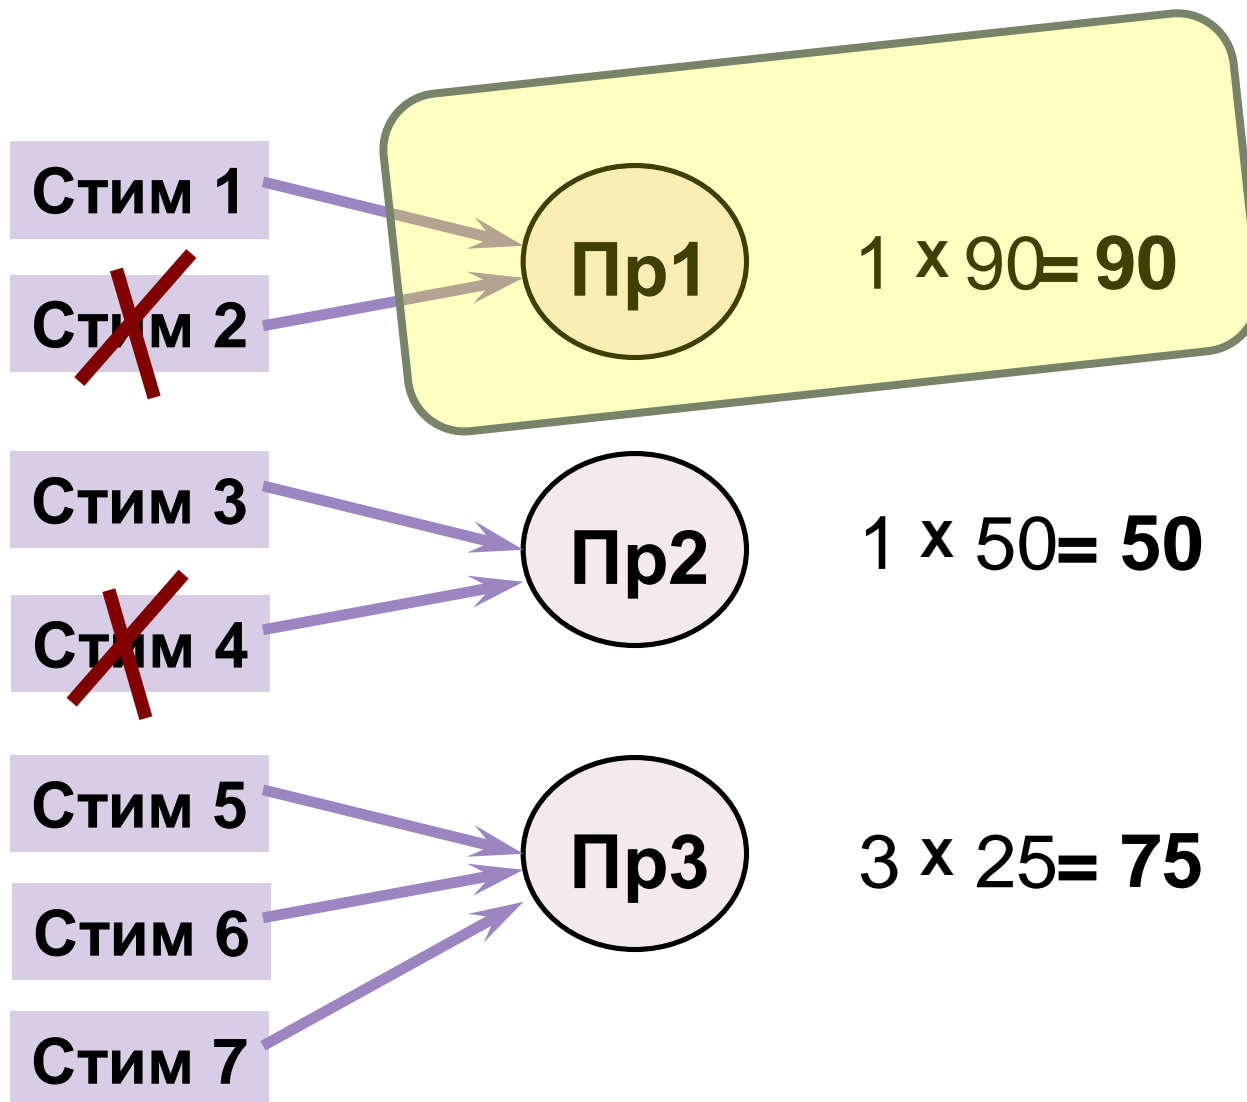 Стим 1
Стим 2
Пр1
1 x 90= 90
Стим 3
Стим 4
Пр2
1 x 50= 50
Стим 5
Стим 6
Стим 7
Пр3
3 x 25= 75